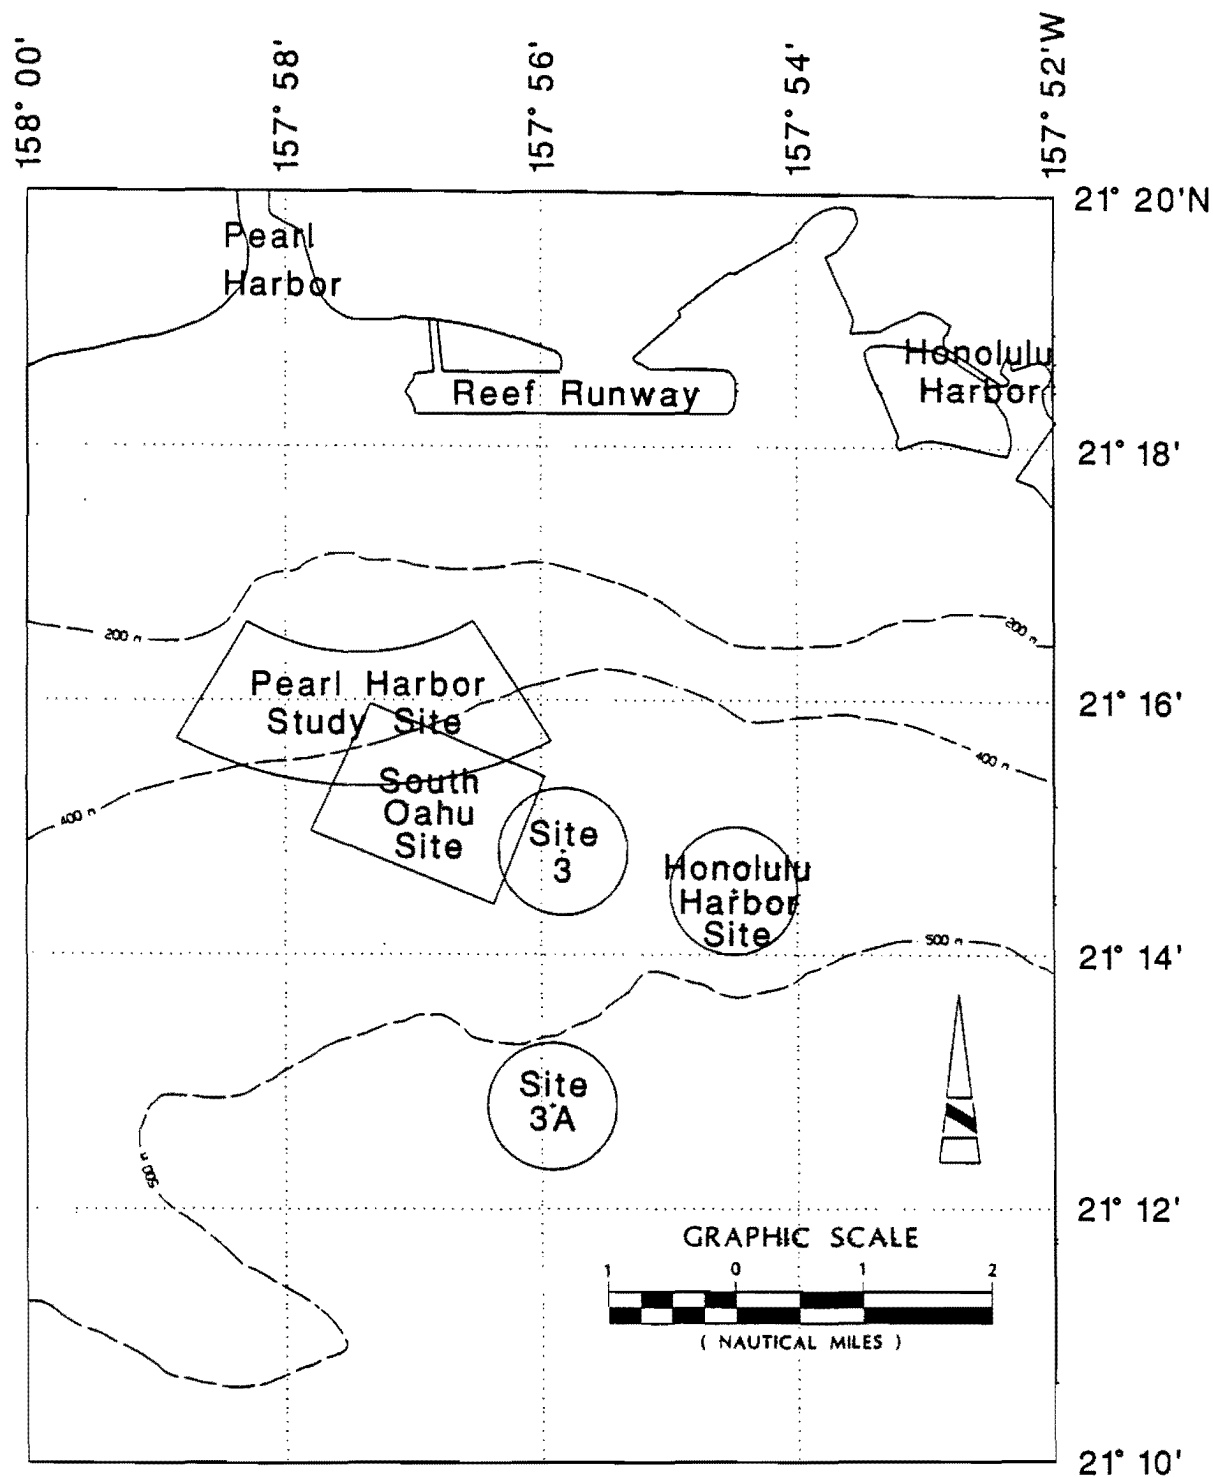 158° 00'
157° 58'
157° 56'
157° 54'
157° 52'W
21° 20'N
Pearl
Harbor
Honolulu
Harbor
Reef Runway
21° 18'
200 m
200 m
Pearl Harbor
Study Site
21° 16'
400 m
400 m
South
Oahu
Site
Site
3
Honolulu
Harbor
Site
500 m
21° 14'
Site
3A
500 m
21° 12'
GRAPHIC SCALE
1 0 1 2
( NAUTICAL MILES )
21° 10'